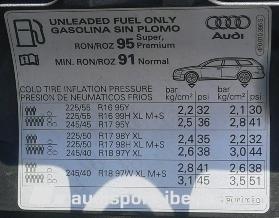 UNLEADED FUEL ONLY
GASOLINA SIN PLOMO
RON/ROZ 95 Super, Premium
MIN. RON/ROZ 91 Normal
Audi
COLD TIRE INFLATION PRESSURE
PRESION DE NEUMATICOS FRIOS
bar kg/cm² psi bar kg/cm² psi
225/55 R16 95Y
225/55 R16 99H XL M+S
245/45 R17 95Y
2,2 32 2,1 30
2,5 36 2,8 41
225/50 R17 98Y XL
225/50 R17 98H XL M+S
245/40 R18 97Y XL
2,4 35 2,2 32
2,6 38 3,0 44
245/40 R18 97W XL M+S
2,8 41 2,6 38
3,1 45 3,5 51